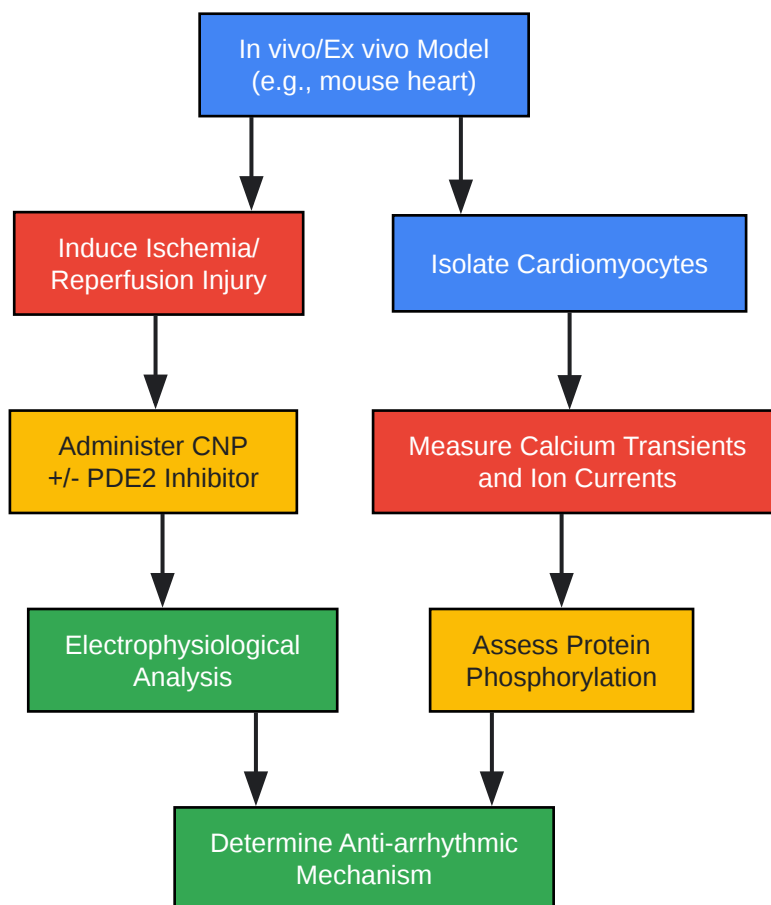 In vivo/Ex vivo Model
(e.g., mouse heart)
Induce Ischemia/
Reperfusion Injury
Isolate Cardiomyocytes
Administer CNP
+/- PDE2 Inhibitor
Measure Calcium Transients
and Ion Currents
Electrophysiological
Analysis
Assess Protein
Phosphorylation
Determine Anti-arrhythmic
Mechanism